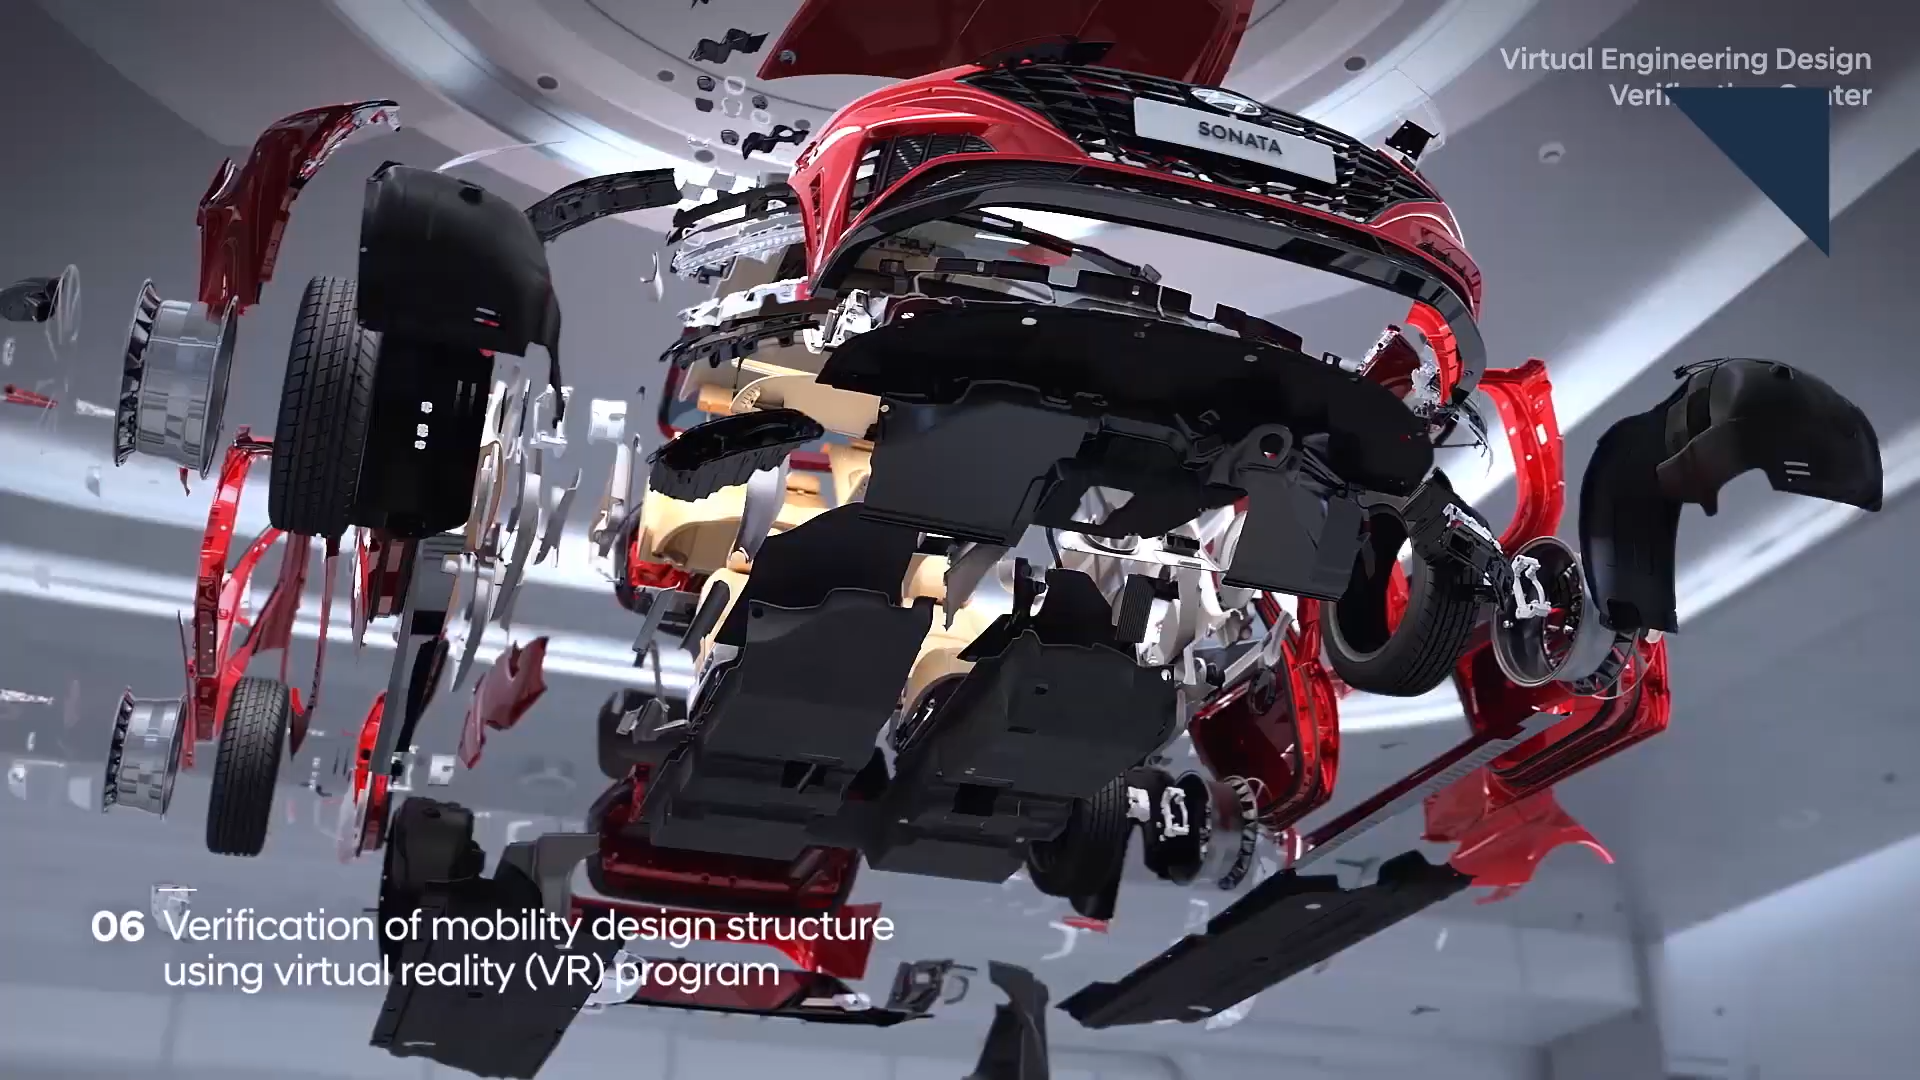 Virtual Engineering Design
SONATA
06 Verification of mobility design structure
using virtual reality (VR) program